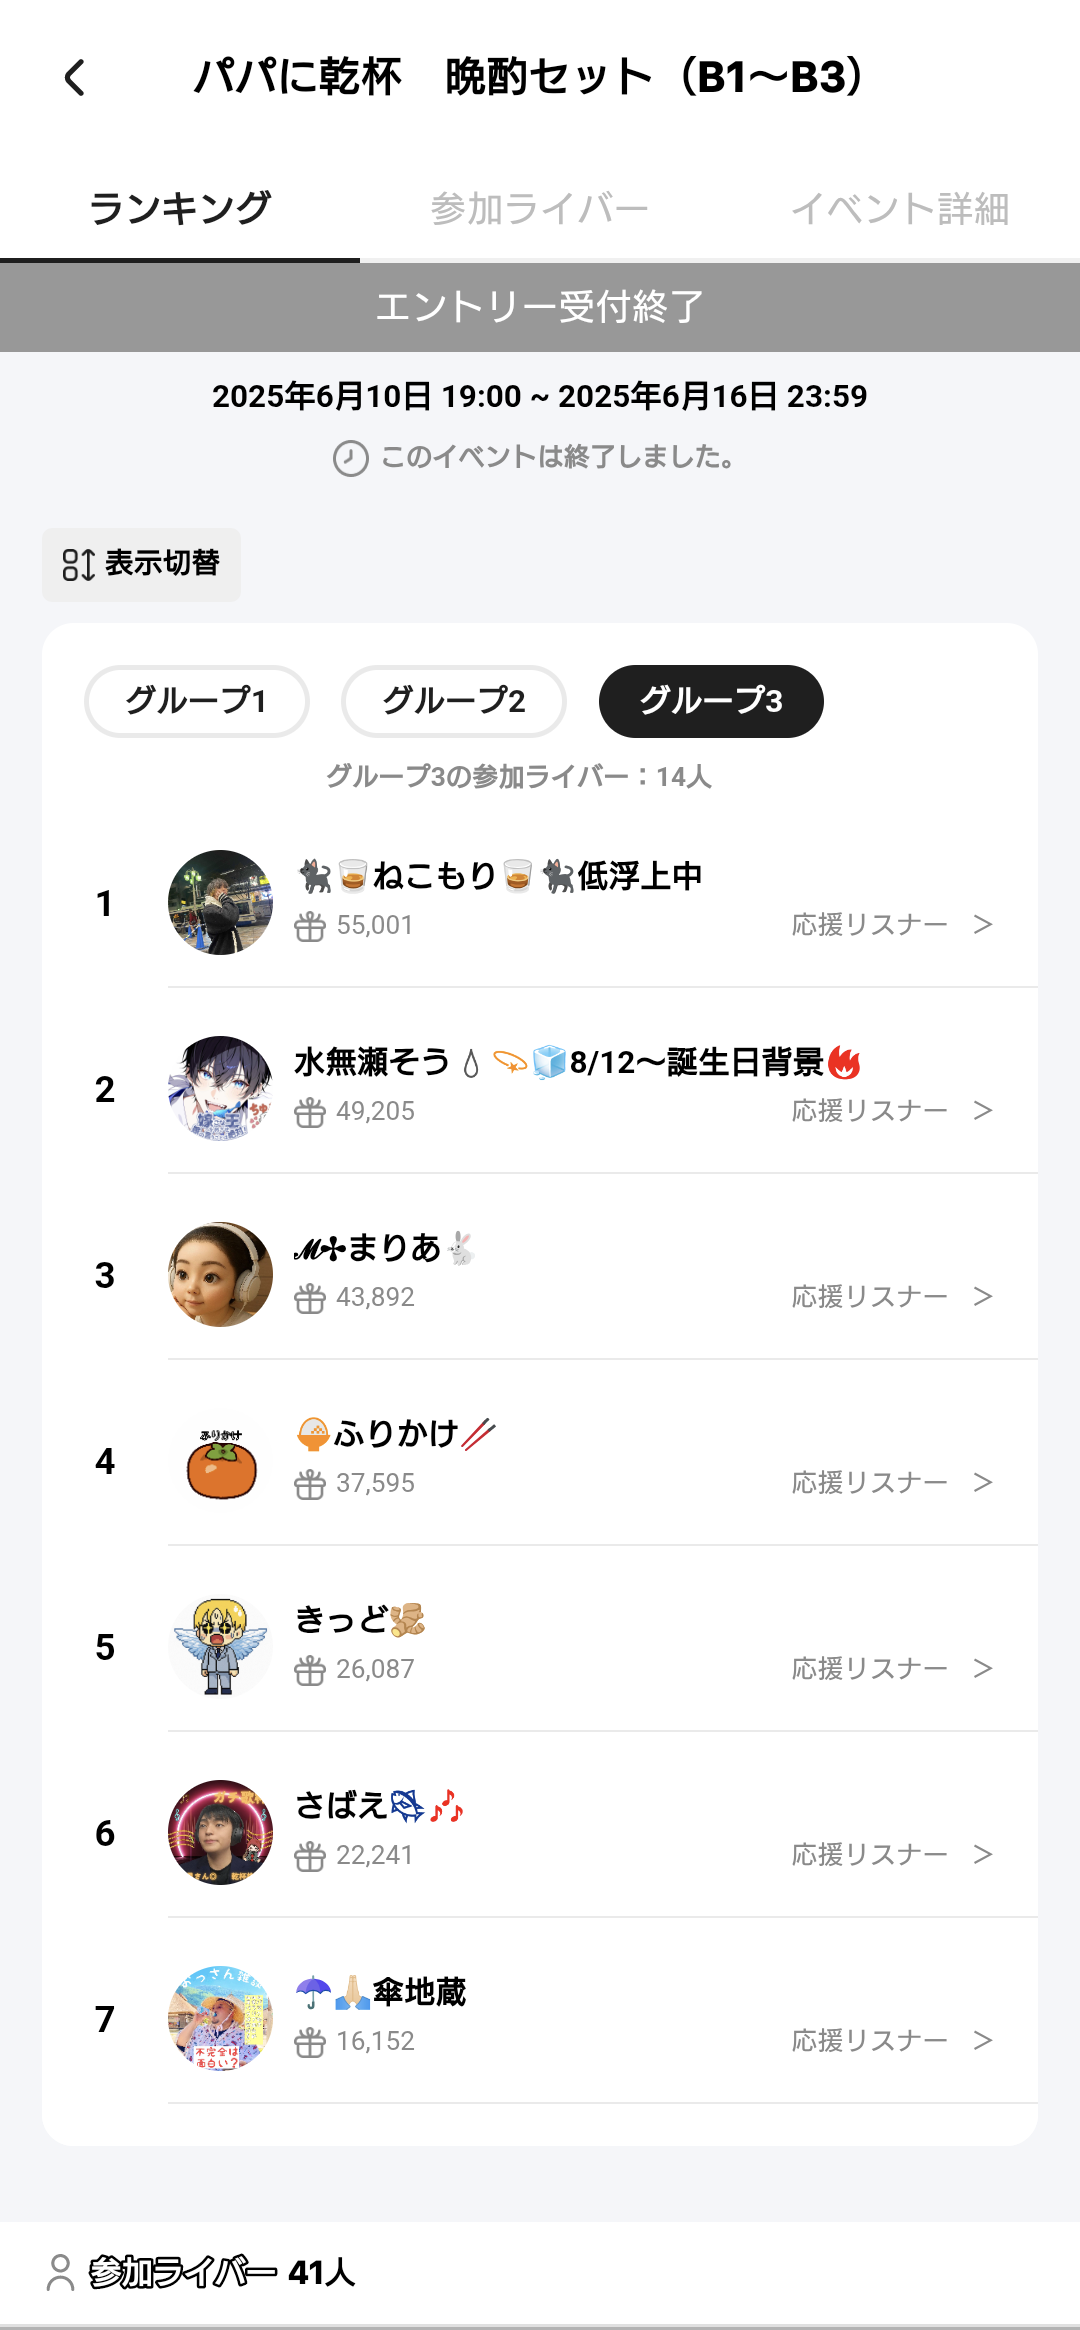 パパに乾杯　晩酌セット（B1〜B3）
ランキング 参加ライバー イベント詳細
エントリー受付終了
2025年6月10日 19:00 ~ 2025年6月16日 23:59
このイベントは終了しました。
表示切替
グループ1 グループ2 グループ3
グループ3の参加ライバー：14人
1
🐈‍⬛🥃ねこもり🥃🐈‍⬛低浮上中
55,001 応援リスナー >
2
水無瀬そう💧💫🧊8/12〜誕生日背景🔥
49,205 応援リスナー >
3
𝓜✢まりあ🐇
43,892 応援リスナー >
4
ふりかけ
🍚ふりかけ🥢
37,595 応援リスナー >
5
きっど🫚
26,087 応援リスナー >
6
さばえ🐟🎶
22,241 応援リスナー >
7
不完全は
面白い？
☂️🙏🏼傘地蔵
16,152 応援リスナー >
参加ライバー 41人